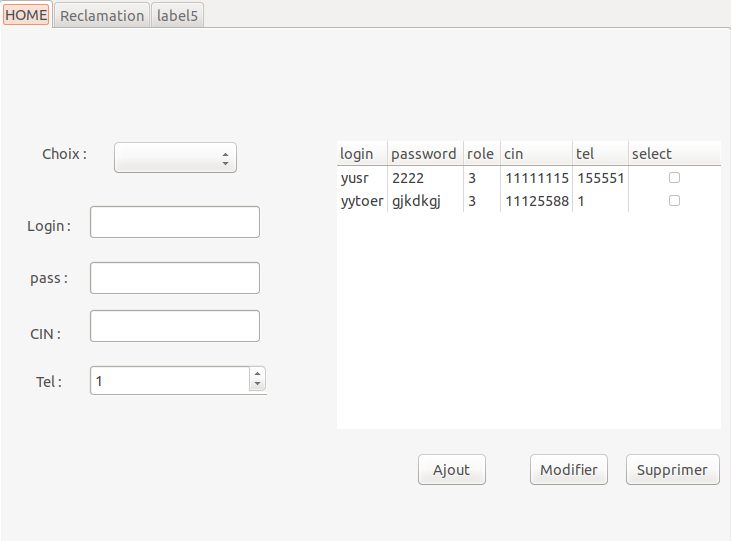 HOME Reclamation label5
Choix :
Login :
pass :
CIN :
Tel : 1
login password role cin tel select
yusr 2222 3 11111115 155551
yytoer gjkdkgj 3 11125588 1
Ajout Modifier Supprimer